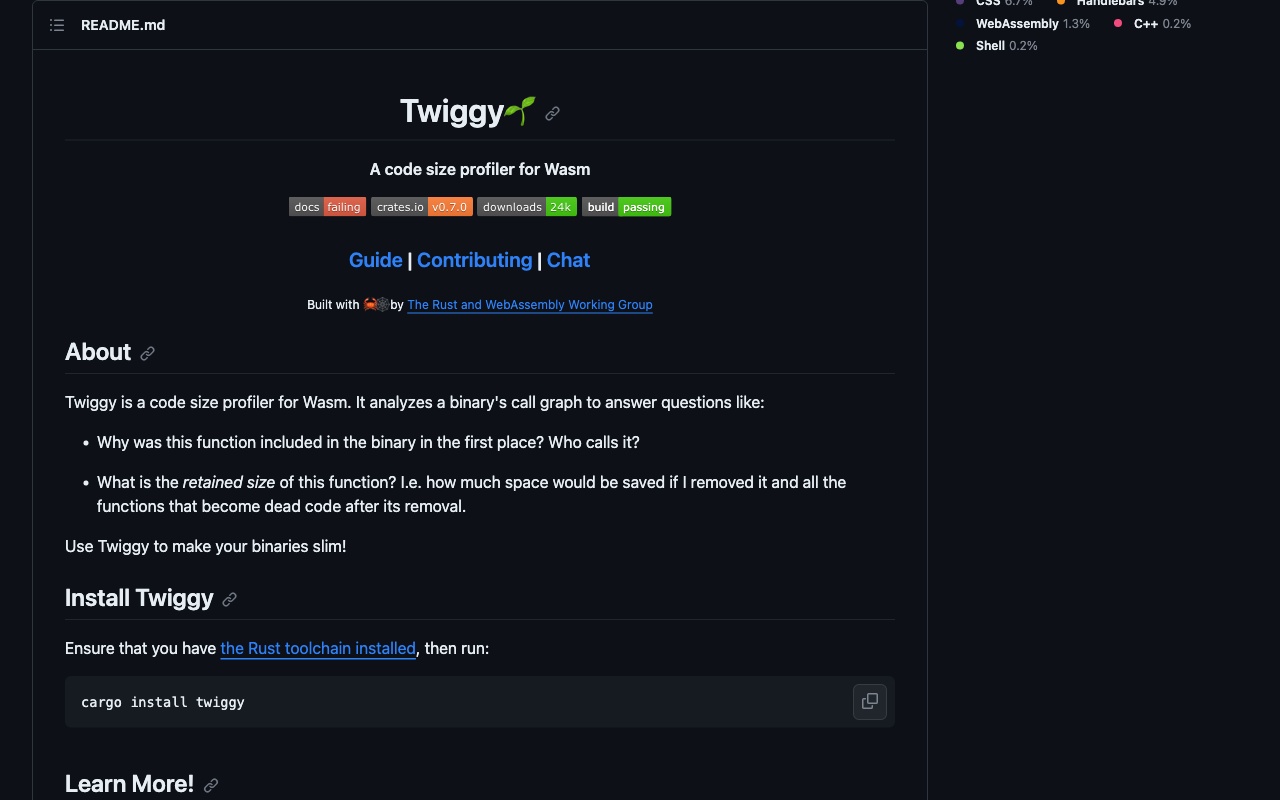 README.md
Twiggy🌱
A code size profiler for Wasm
docs failing crates.io v0.7.0 downloads 24k build passing
Guide | Contributing | Chat
Built with 🦀🕸 by The Rust and WebAssembly Working Group
About
Twiggy is a code size profiler for Wasm. It analyzes a binary's call graph to answer questions like:
• Why was this function included in the binary in the first place? Who calls it?
• What is the retained size of this function? I.e. how much space would be saved if I removed it and all the
functions that become dead code after its removal.
Use Twiggy to make your binaries slim!
Install Twiggy
Ensure that you have the Rust toolchain installed, then run:
cargo install twiggy
Learn More!
CSS 6.7% Handlebars 4.9%
WebAssembly 1.3% C++ 0.2%
Shell 0.2%